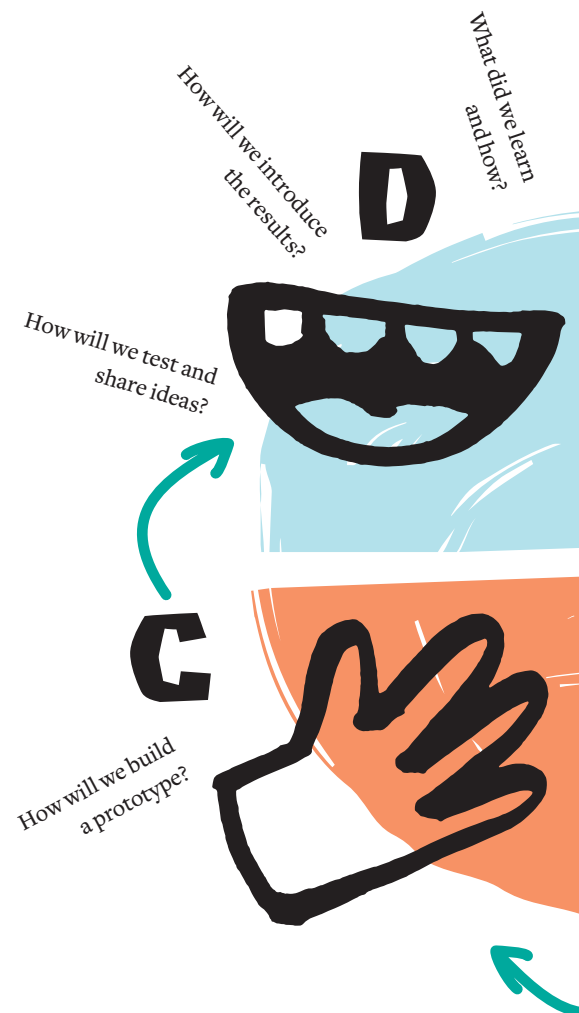 What did we learn
and how?
How will we introduce
the results?
D
How will we test and
share ideas?
C
How will we build
a prototype?